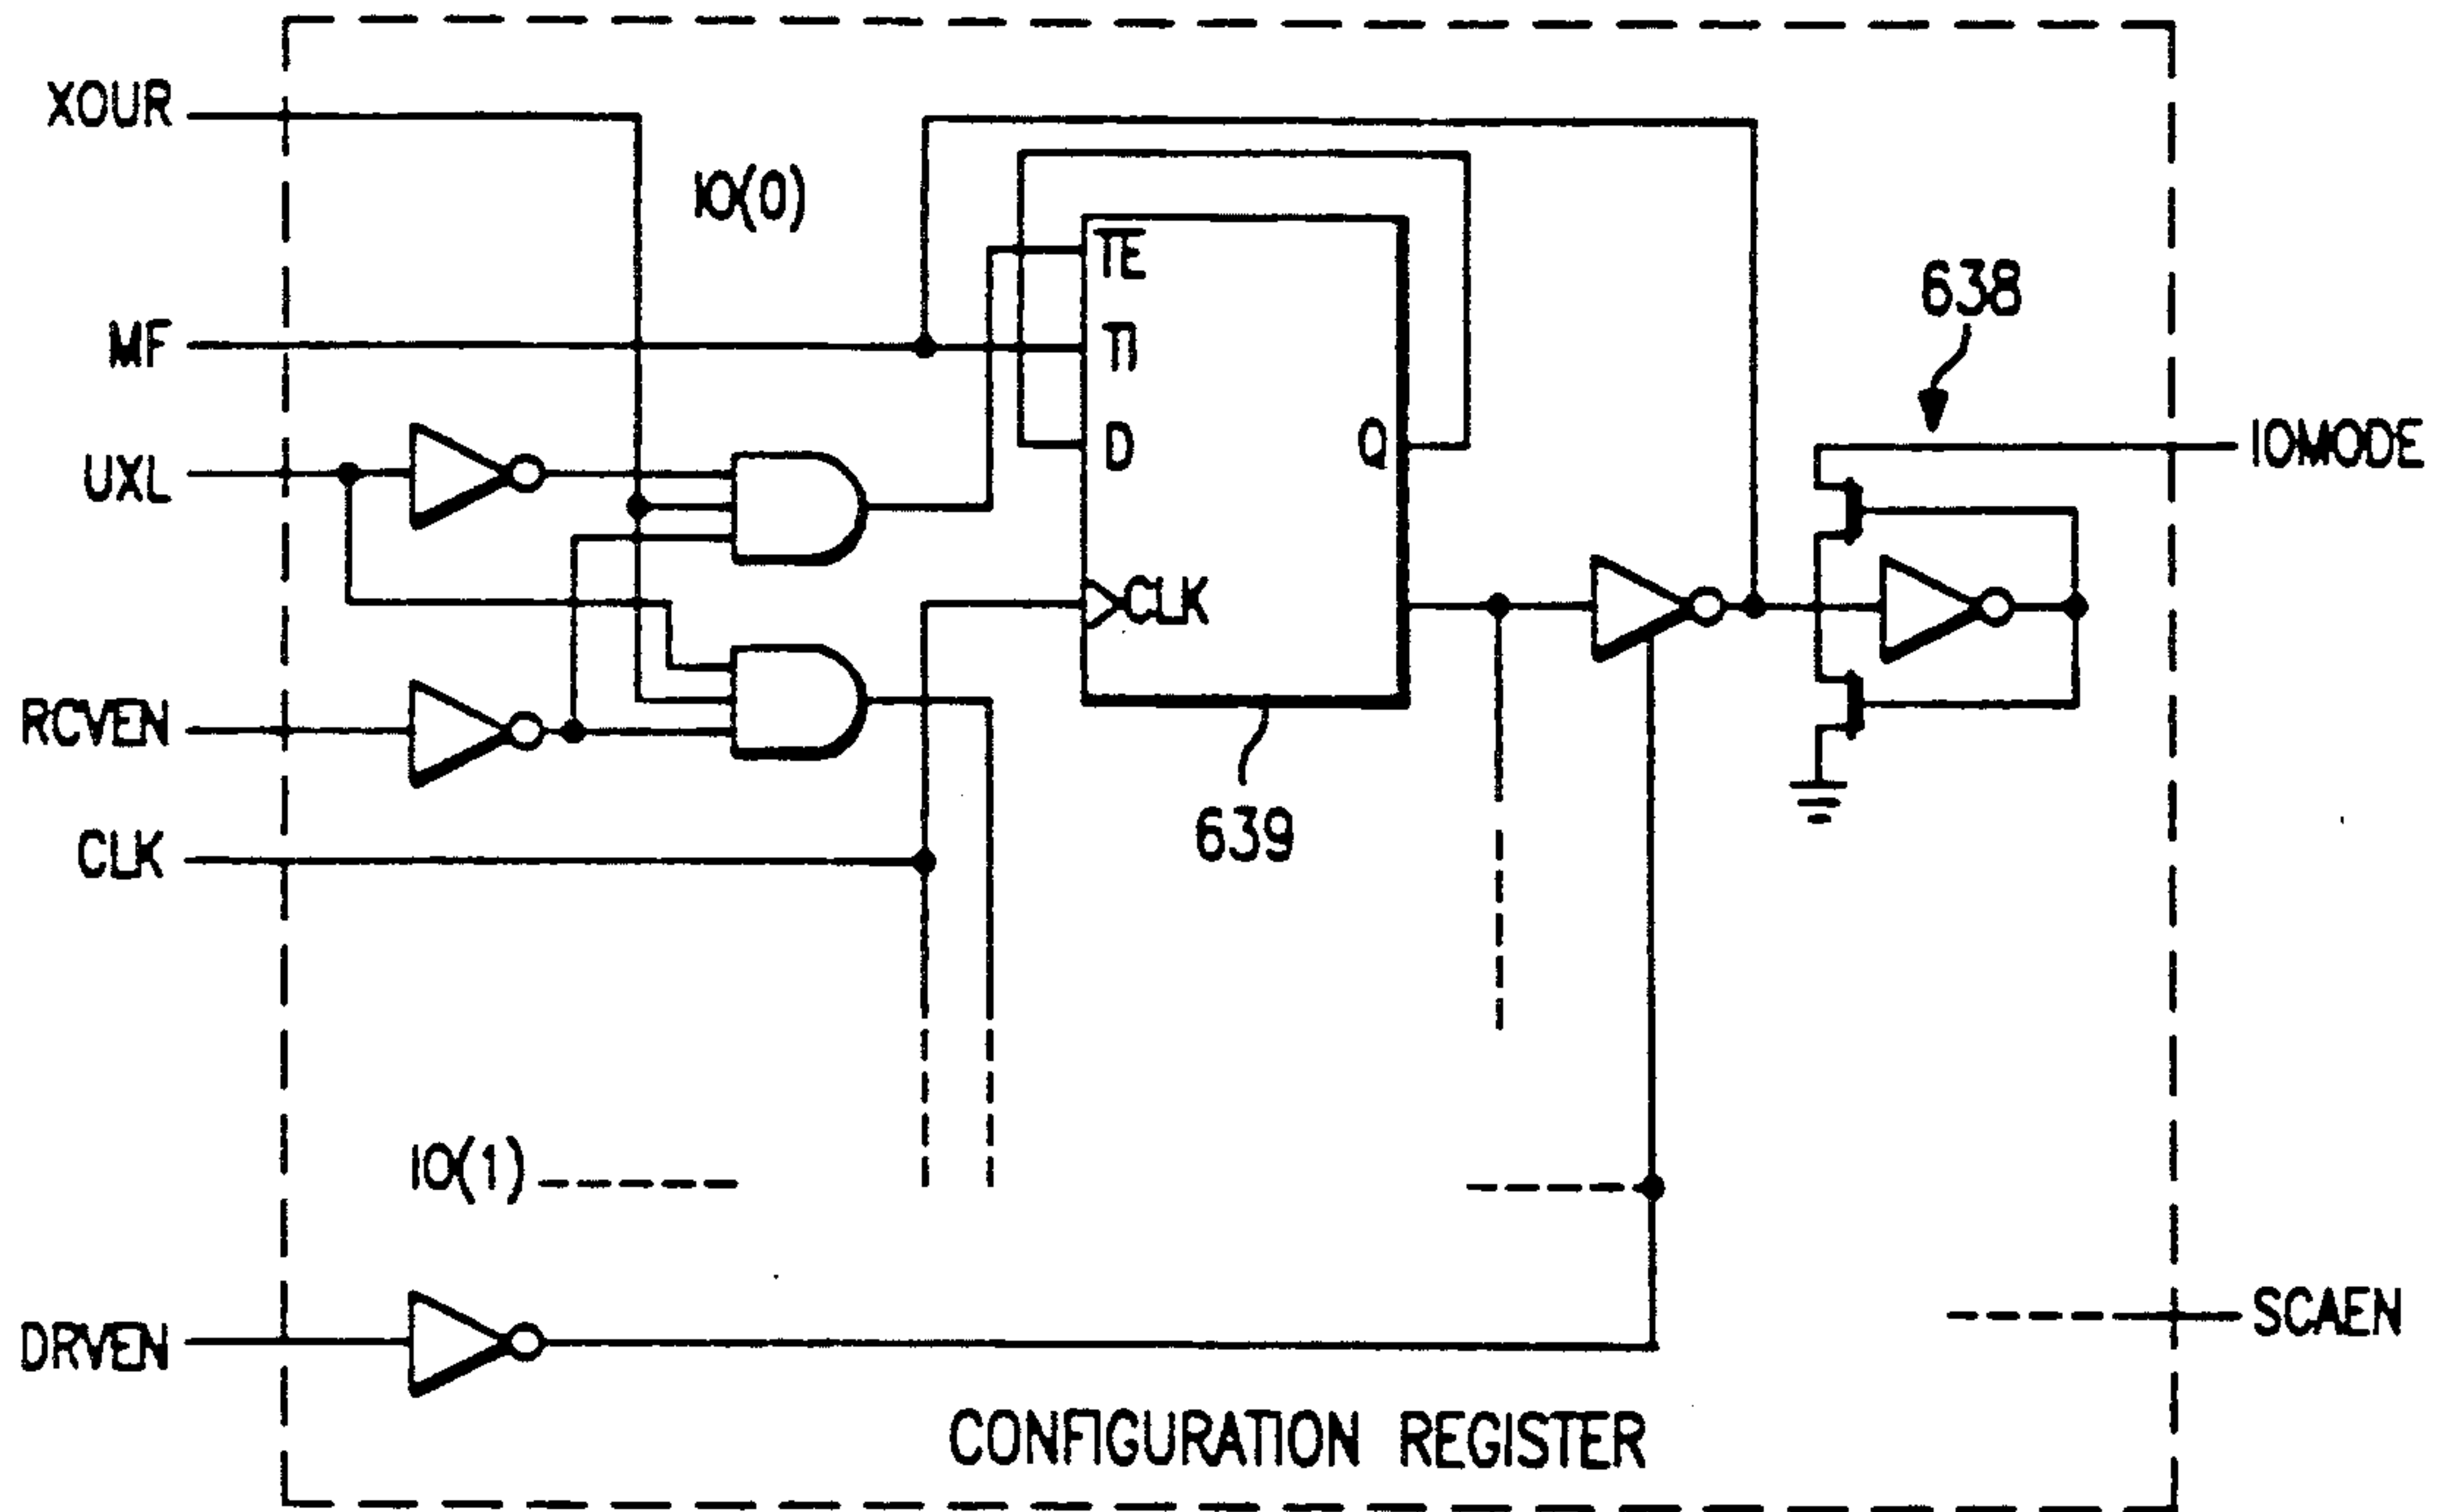 XOUR
IO(0)
TE
638
MF
TI
IOMODE
D
Q
UXL
CLK
RCVEN
639
CLK
IO(1)
SCAEN
DRVEN
CONFIGURATION REGISTER